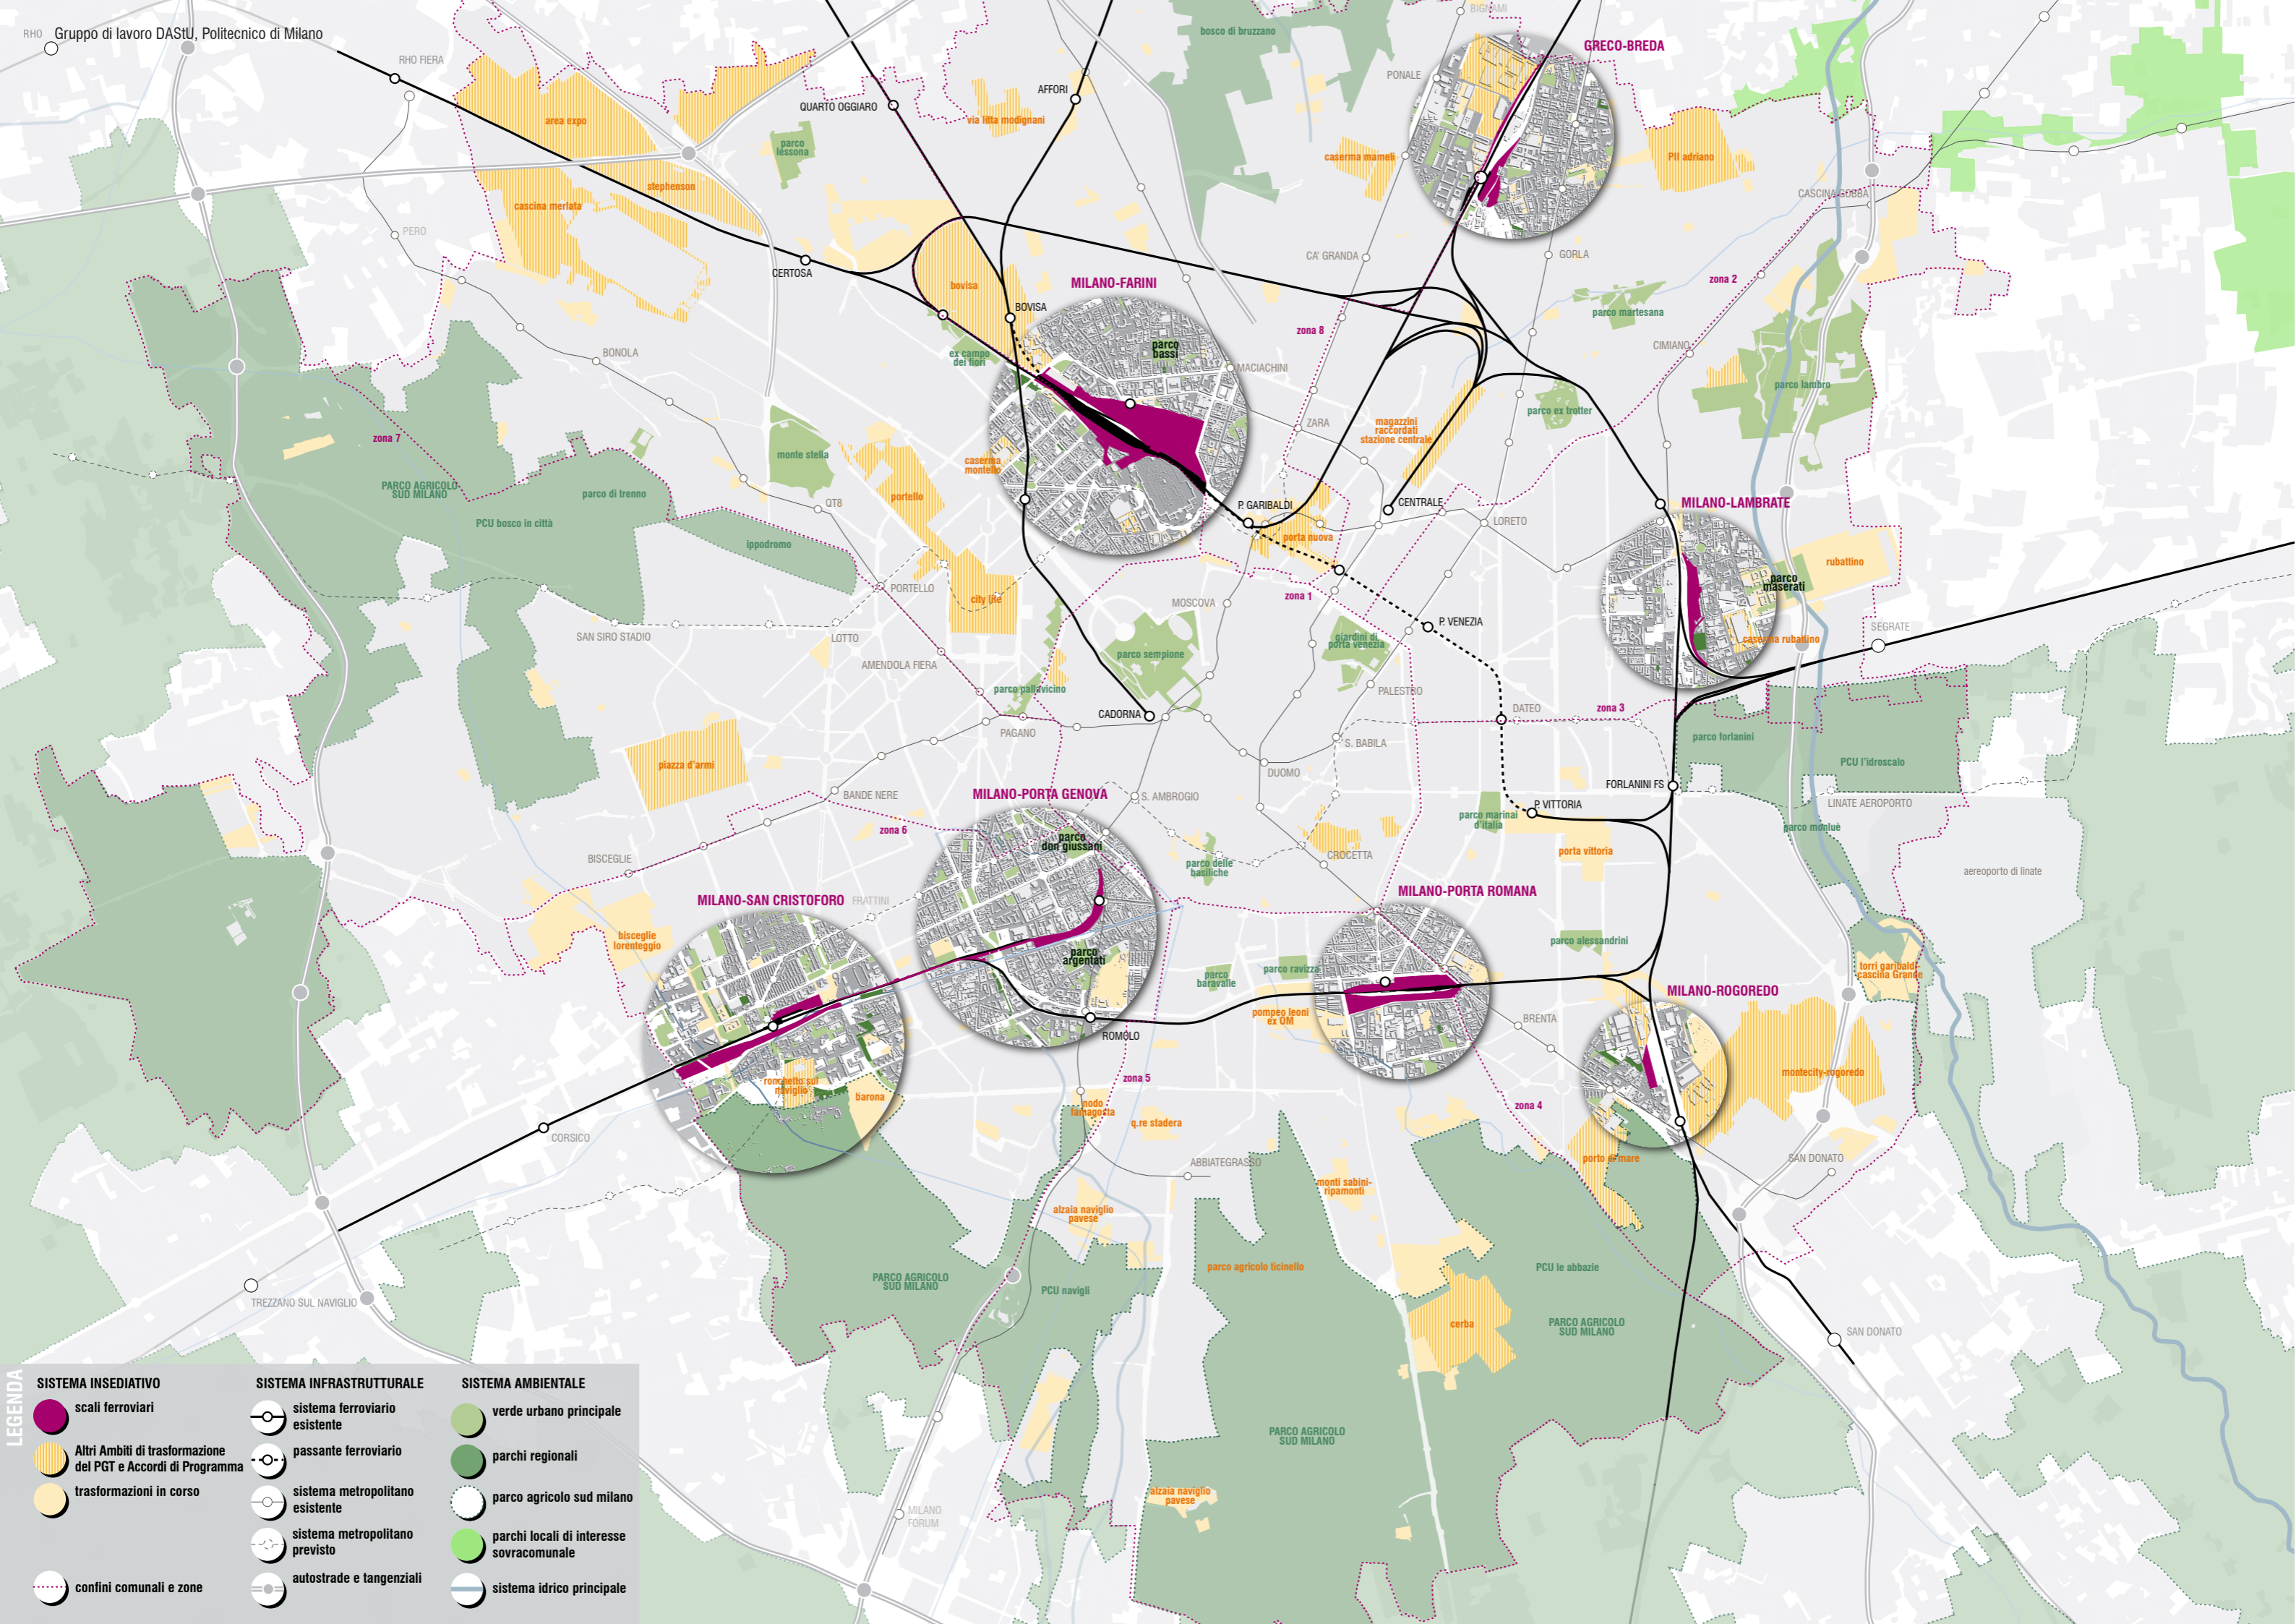 RHO
Gruppo di lavoro DAStU, Politecnico di Milano
RHO FIERA
BIGNAMI
bosco di bruzzano
GRECO-BREDA
PONALE
AFFORI
QUARTO OGGIARO
area expo
via litta modignani
parco
lessona
caserma mameli
PII adriano
stephenson
cascina merlata
CASCINA GOBBA
PERO
CA' GRANDA
GORLA
CERTOSA
zona 2
MILANO-FARINI
bovisa
BOVISA
parco martesana
zona 8
parco
bassi
CIMIANO
ex campo
dei fiori
BONOLA
MACIACHINI
parco lambro
parco ex trotter
ZARA
magazzini
raccordati
stazione centrale
zona 7
monte stella
caserma
montello
PARCO AGRICOLO
SUD MILANO
parco di trenno
portello
QT8
P. GARIBALDI
CENTRALE
MILANO-LAMBRATE
PCU bosco in città
LORETO
porta nuova
ippodromo
rubattino
parco
maserati
PORTELLO
city life
MOSCOVA
zona 1
P. VENEZIA
SEGRATE
SAN SIRO STADIO
LOTTO
giardini di
porta venezia
caserma rubattino
parco sempione
AMENDOLA FIERA
parco pallavicino
PALESTRO
CADORNA
DATEO
zona 3
PAGANO
S. BABILA
parco forlanini
piazza d'armi
DUOMO
PCU l'idroscalo
FORLANINI FS
BANDE NERE
MILANO-PORTA GENOVA
S. AMBROGIO
P. VITTORIA
LINATE AEROPORTO
parco marinai
d'italia
zona 6
parco monluè
parco
don giussani
BISCEGLIE
CROCETTA
porta vittoria
parco delle
basiliche
aereoporto di linate
MILANO-SAN CRISTOFORO
FRATTINI
MILANO-PORTA ROMANA
bisceglie
lorenteggio
parco alessandrini
parco
argentati
parco
baravalle
parco ravizza
torri garibaldi-
cascina Grande
MILANO-ROGOREDO
pompeo leoni
ex OM
BRENTA
ROMOLO
ronchetto sul
naviglio
barona
zona 5
montecity-rogoredo
nodo
famagosta
zona 4
q.re stadera
CORSICO
porto di mare
SAN DONATO
ABBIATEGRASSO
monti sabini-
ripamonti
alzaia naviglio
pavese
parco agricolo ticinello
PCU le abbazie
PARCO AGRICOLO
SUD MILANO
PCU navigli
TREZZANO SUL NAVIGLIO
cerba
PARCO AGRICOLO
SUD MILANO
SAN DONATO
PARCO AGRICOLO
SUD MILANO
alzaia naviglio
pavese
MILANO
FORUM
LEGENDA
SISTEMA INSEDIATIVO
scali ferroviari
Altri Ambiti di trasformazione
del PGT e Accordi di Programma
trasformazioni in corso
confini comunali e zone
SISTEMA INFRASTRUTTURALE
sistema ferroviario
esistente
passante ferroviario
sistema metropolitano
esistente
sistema metropolitano
previsto
autostrade e tangenziali
SISTEMA AMBIENTALE
verde urbano principale
parchi regionali
parco agricolo sud milano
parchi locali di interesse
sovracomunale
sistema idrico principale